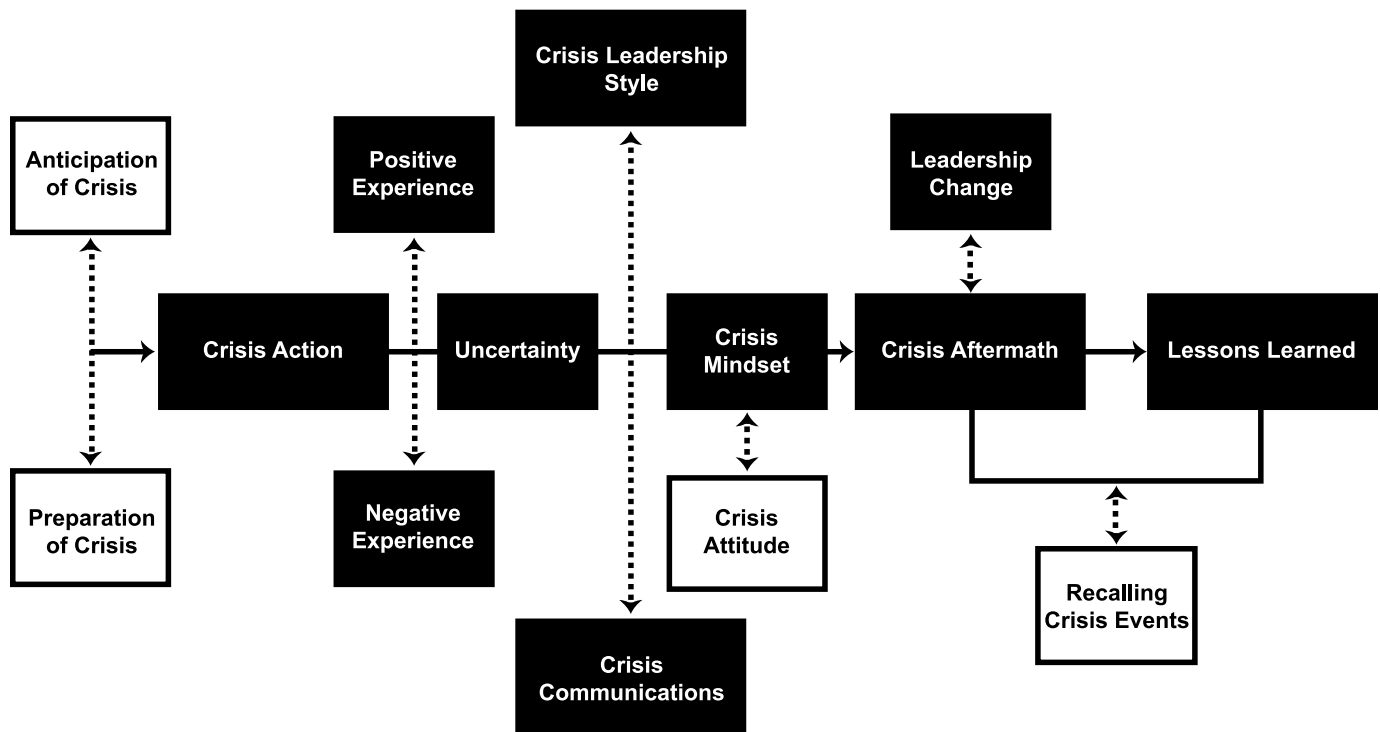 Crisis Leadership
Style
Anticipation
of Crisis
Positive
Experience
Leadership
Change
Crisis Action
Uncertainty
Crisis
Mindset
Crisis Aftermath
Lessons Learned
Preparation
of Crisis
Negative
Experience
Crisis
Attitude
Recalling
Crisis Events
Crisis
Communications